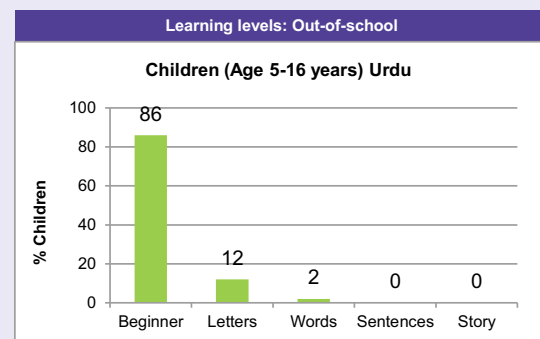 Learning levels: Out-of-school
Children (Age 5-16 years) Urdu
% Children
100
80
60
40
20
0
86
12
2
0
0
Beginner Letters Words Sentences Story